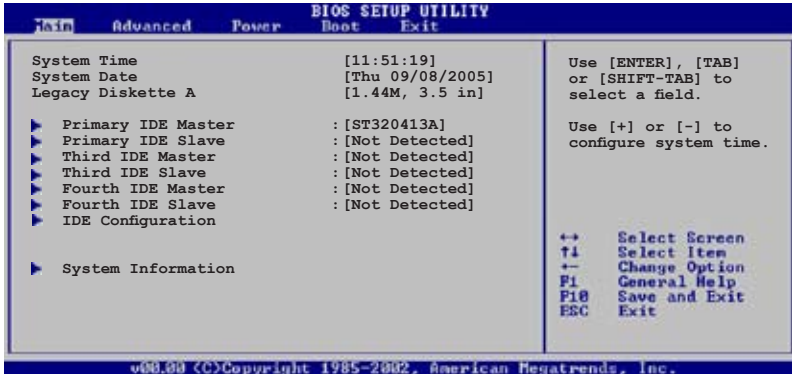 BIOS SETUP UTILITY
Main Advanced Power Boot Exit
System Time [11:51:19]
System Date [Thu 09/08/2005]
Legacy Diskette A [1.44M, 3.5 in]
Primary IDE Master :[ST320413A]
Primary IDE Slave :[Not Detected]
Third IDE Master :[Not Detected]
Third IDE Slave :[Not Detected]
Fourth IDE Master :[Not Detected]
Fourth IDE Slave :[Not Detected]
IDE Configuration
System Information
Use [ENTER], [TAB]
or [SHIFT-TAB] to
select a field.
Use [+] or [-] to
configure system time.
↔ Select Screen
↑↓ Select Item
+- Change Option
F1 General Help
F10 Save and Exit
ESC Exit
v00.00 (C)Copyright 1985-2002, American Megatrends, Inc.